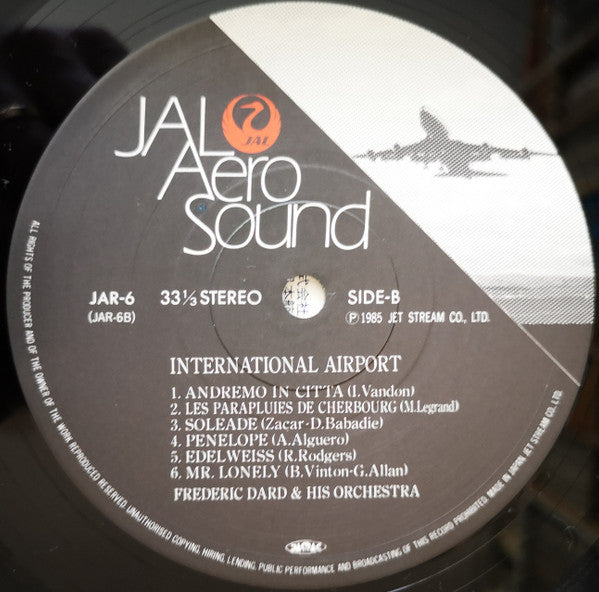 JAL
JAL
Aero
Sound
JAR-6 33⅓ STEREO SIDE-B
(JAR-6B) Ⓟ1985 JET STREAM CO., LTD.
INTERNATIONAL AIRPORT
1. ANDREMO IN CITTA (I.Vandon)
2. LES PARAPLUIES DE CHERBOURG (M.Legrand)
3. SOLEADE (Zacar-D.Babadie)
4. PENELOPE (A.Alguero)
5. EDELWEISS (R.Rodgers)
6. MR. LONELY (B.Vinton-G.Allan)
FREDERIC DARD & HIS ORCHESTRA
ALL RIGHTS OF THE PRODUCER AND OF THE OWNER OF THE WORK REPRODUCED RESERVED. UNAUTHORISED COPYING, HIRING, LENDING, PUBLIC PERFORMANCE AND BROADCASTING OF THIS RECORD PROHIBITED. MADE IN JAPAN. JET STREAM CO., LTD.